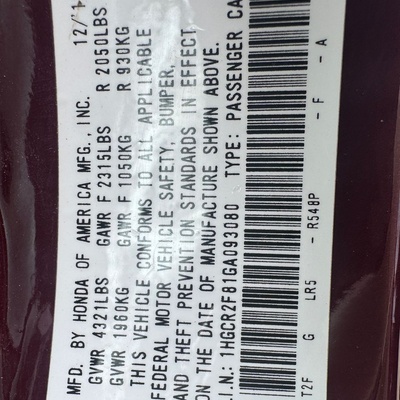 MFD. BY HONDA OF AMERICA MFG., INC. 12/
GVWR 4321LBS GAWR F 2315LBS R 2050LBS
GVWR 1960KG GAWR F 1050KG R 930KG
THIS VEHICLE CONFORMS TO ALL APPLICABLE
FEDERAL MOTOR VEHICLE SAFETY, BUMPER,
AND THEFT PREVENTION STANDARDS IN EFFECT
ON THE DATE OF MANUFACTURE SHOWN ABOVE.
V.I.N.: 1HGCR2F81GA093080 TYPE: PASSENGER CA
T2F G LR5 - R548P - F - A